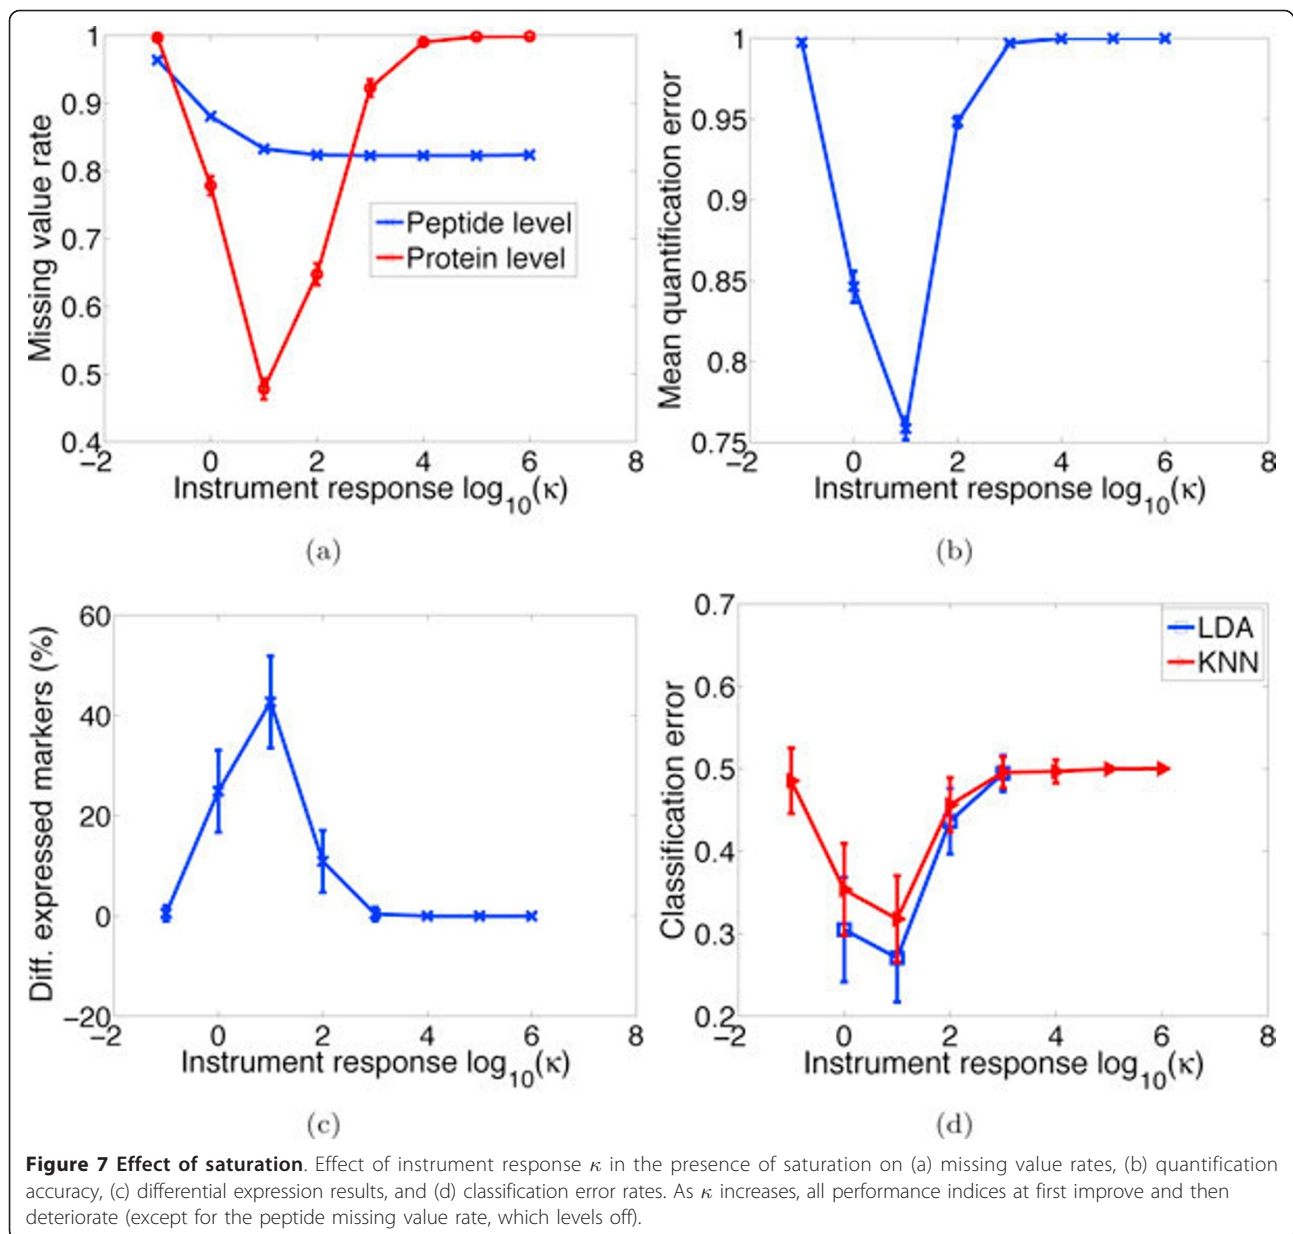 1
0.9
0.8
0.7
0.6
0.5
0.4
−2 0 2 4 6 8
Missing value rate
Instrument response log10(κ)
Peptide level
Protein level
(a)
1
0.95
0.9
0.85
0.8
0.75
−2 0 2 4 6 8
Mean quantification error
Instrument response log10(κ)
(b)
60
40
20
0
−20
−2 0 2 4 6 8
Diff. expressed markers (%)
Instrument response log10(κ)
(c)
0.7
0.6
0.5
0.4
0.3
0.2
−2 0 2 4 6 8
Classification error
Instrument response log10(κ)
LDA
KNN
(d)
Figure 7 Effect of saturation. Effect of instrument response κ in the presence of saturation on (a) missing value rates, (b) quantification
accuracy, (c) differential expression results, and (d) classification error rates. As κ increases, all performance indices at first improve and then
deteriorate (except for the peptide missing value rate, which levels off).